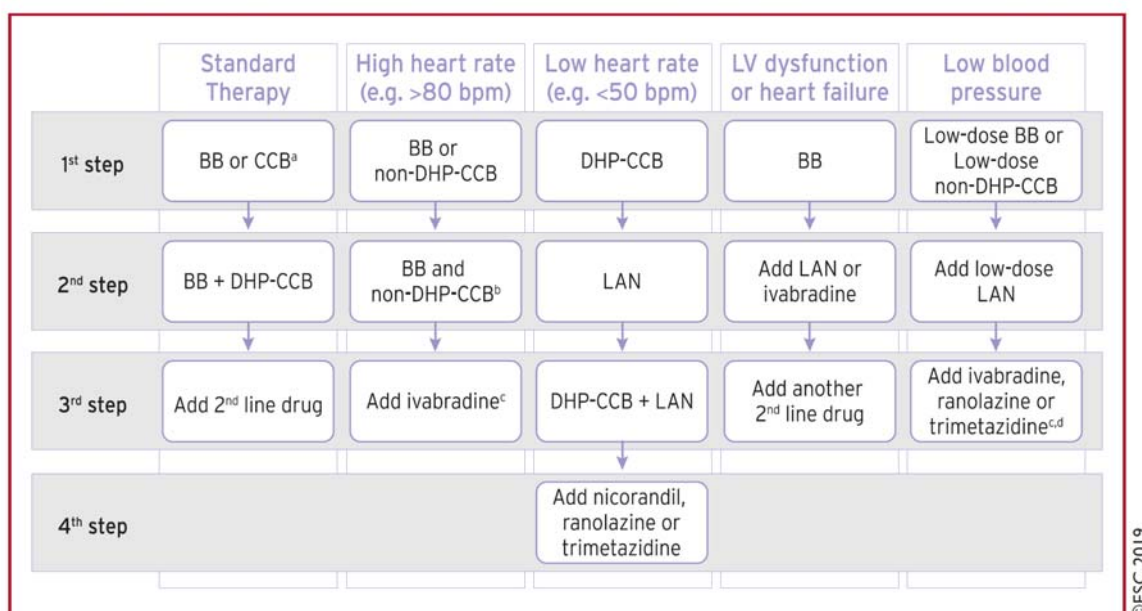 Standard
Therapy
High heart rate
(e.g. >80 bpm)
Low heart rate
(e.g. <50 bpm)
LV dysfunction
or heart failure
Low blood
pressure
1st step
BB or CCBa
BB or
non-DHP-CCB
DHP-CCB
BB
Low-dose BB or
Low-dose
non-DHP-CCB
2nd step
BB + DHP-CCB
BB and
non-DHP-CCBb
LAN
Add LAN or
ivabradine
Add low-dose
LAN
3rd step
Add 2nd line drug
Add ivabradinec
DHP-CCB + LAN
Add another
2nd line drug
Add ivabradine,
ranolazine or
trimetazidinec,d
4th step
Add nicorandil,
ranolazine or
trimetazidine
©ESC 2019